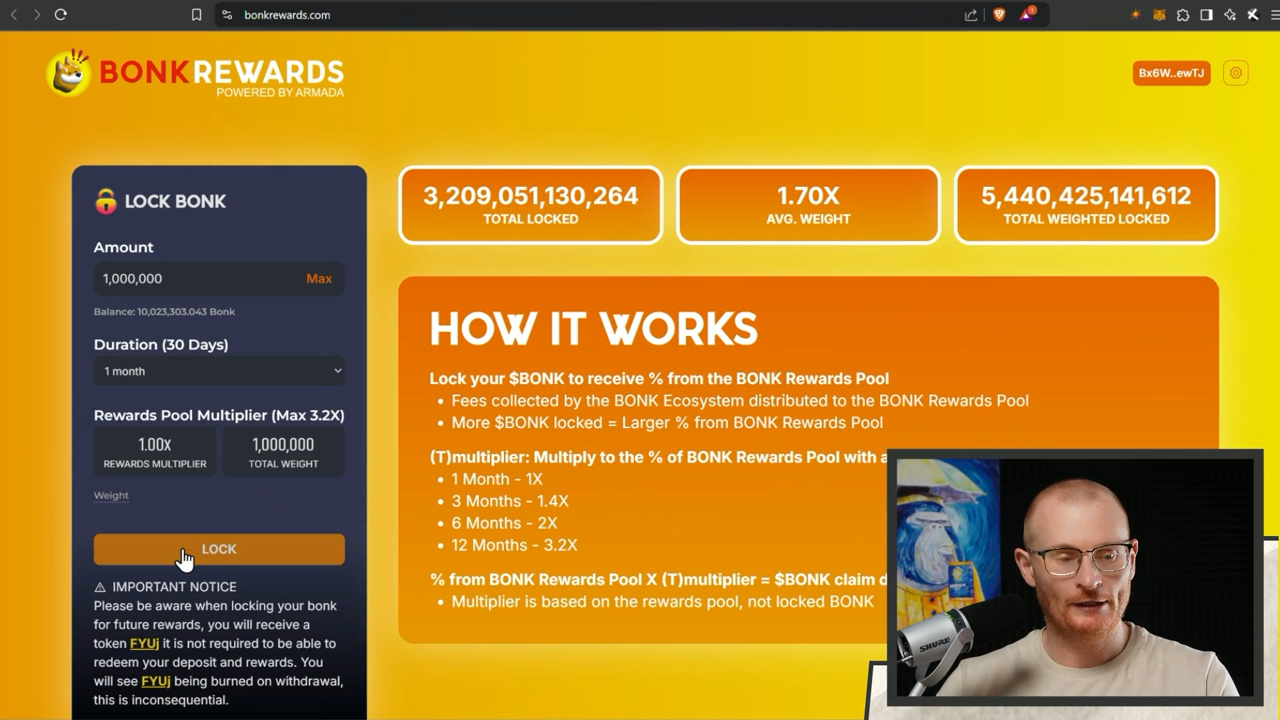 bonkrewards.com
1
BONKREWARDS
POWERED BY ARMADA
Bx6W..ewTJ
LOCK BONK
Amount
1,000,000
Max
Balance: 10,023,303.043 Bonk
Duration (30 Days)
1 month
Rewards Pool Multiplier (Max 3.2X)
1.00x
REWARDS MULTIPLIER
1,000,000
TOTAL WEIGHT
Weight
LOCK
⚠ IMPORTANT NOTICE
Please be aware when locking your bonk
for future rewards, you will receive a
token FYUj it is not required to be able to
redeem your deposit and rewards. You
will see FYUj being burned on withdrawal,
this is inconsequential.
3,209,051,130,264
TOTAL LOCKED
1.70X
AVG. WEIGHT
5,440,425,141,612
TOTAL WEIGHTED LOCKED
HOW IT WORKS
Lock your $BONK to receive % from the BONK Rewards Pool
• Fees collected by the BONK Ecosystem distributed to the BONK Rewards Pool
• More $BONK locked = Larger % from BONK Rewards Pool
(T)multiplier: Multiply to the % of BONK Rewards Pool with a
• 1 Month - 1X
• 3 Months - 1.4X
• 6 Months - 2X
• 12 Months - 3.2X
% from BONK Rewards Pool X (T)multiplier = $BONK claim d
• Multiplier is based on the rewards pool, not locked BONK
SHURE